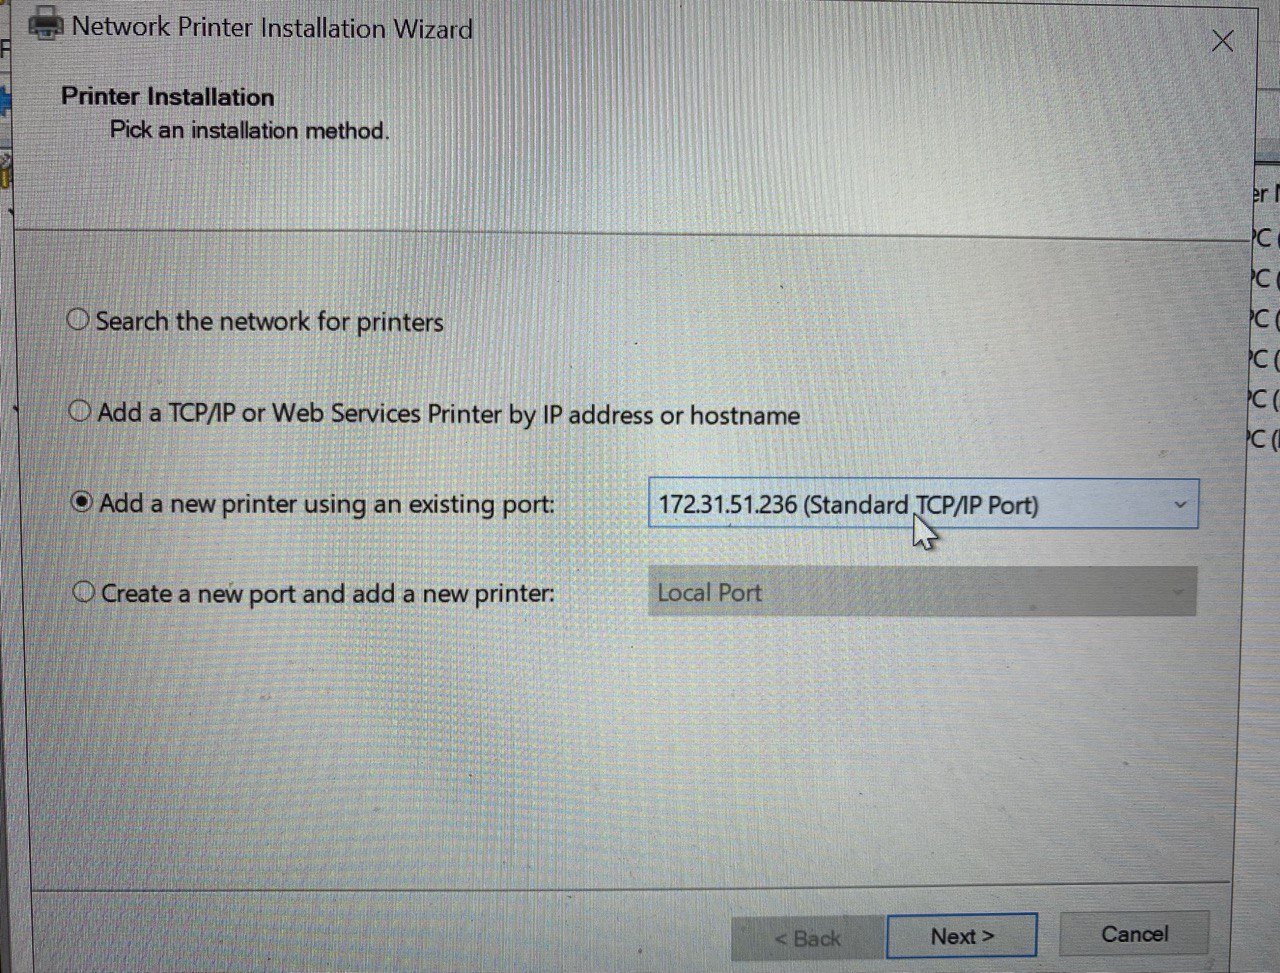 Network Printer Installation Wizard
Printer Installation
Pick an installation method.
Search the network for printers
Add a TCP/IP or Web Services Printer by IP address or hostname
Add a new printer using an existing port:
172.31.51.236 (Standard TCP/IP Port)
Create a new port and add a new printer:
Local Port
< Back
Next >
Cancel